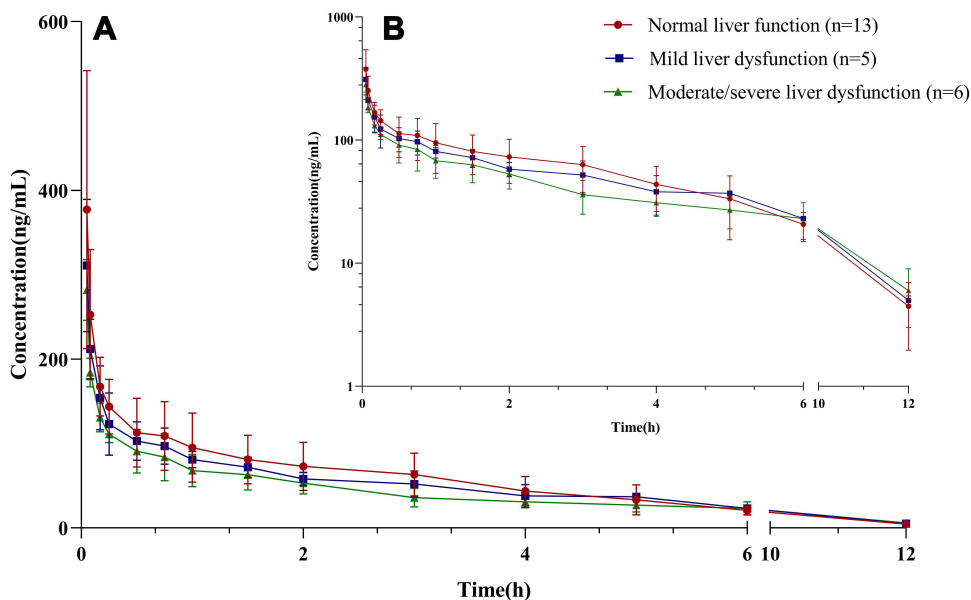 A
B
Normal liver function (n=13)
Mild liver dysfunction (n=5)
Moderate/severe liver dysfunction (n=6)
Concentration(ng/mL)
600
400
200
0
0
2
4
6
10
12
Time(h)
Concentration(ng/mL)
1000
100
10
1
0
2
4
6
10
12
Time(h)